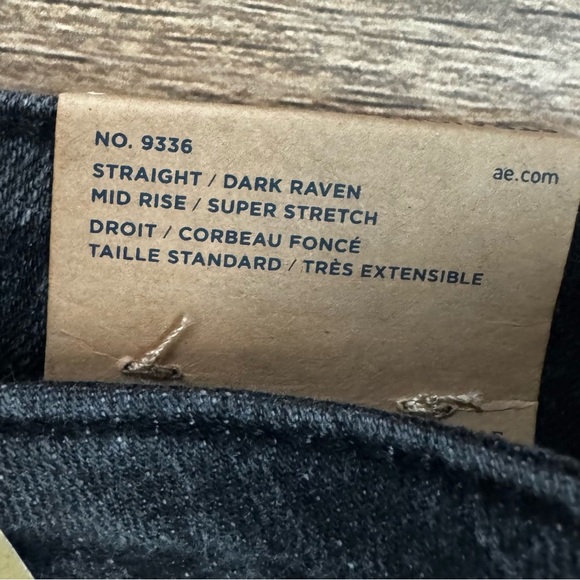 NO. 9336
ae.com
STRAIGHT / DARK RAVEN
MID RISE / SUPER STRETCH
DROIT / CORBEAU FONCÉ
TAILLE STANDARD / TRÈS EXTENSIBLE